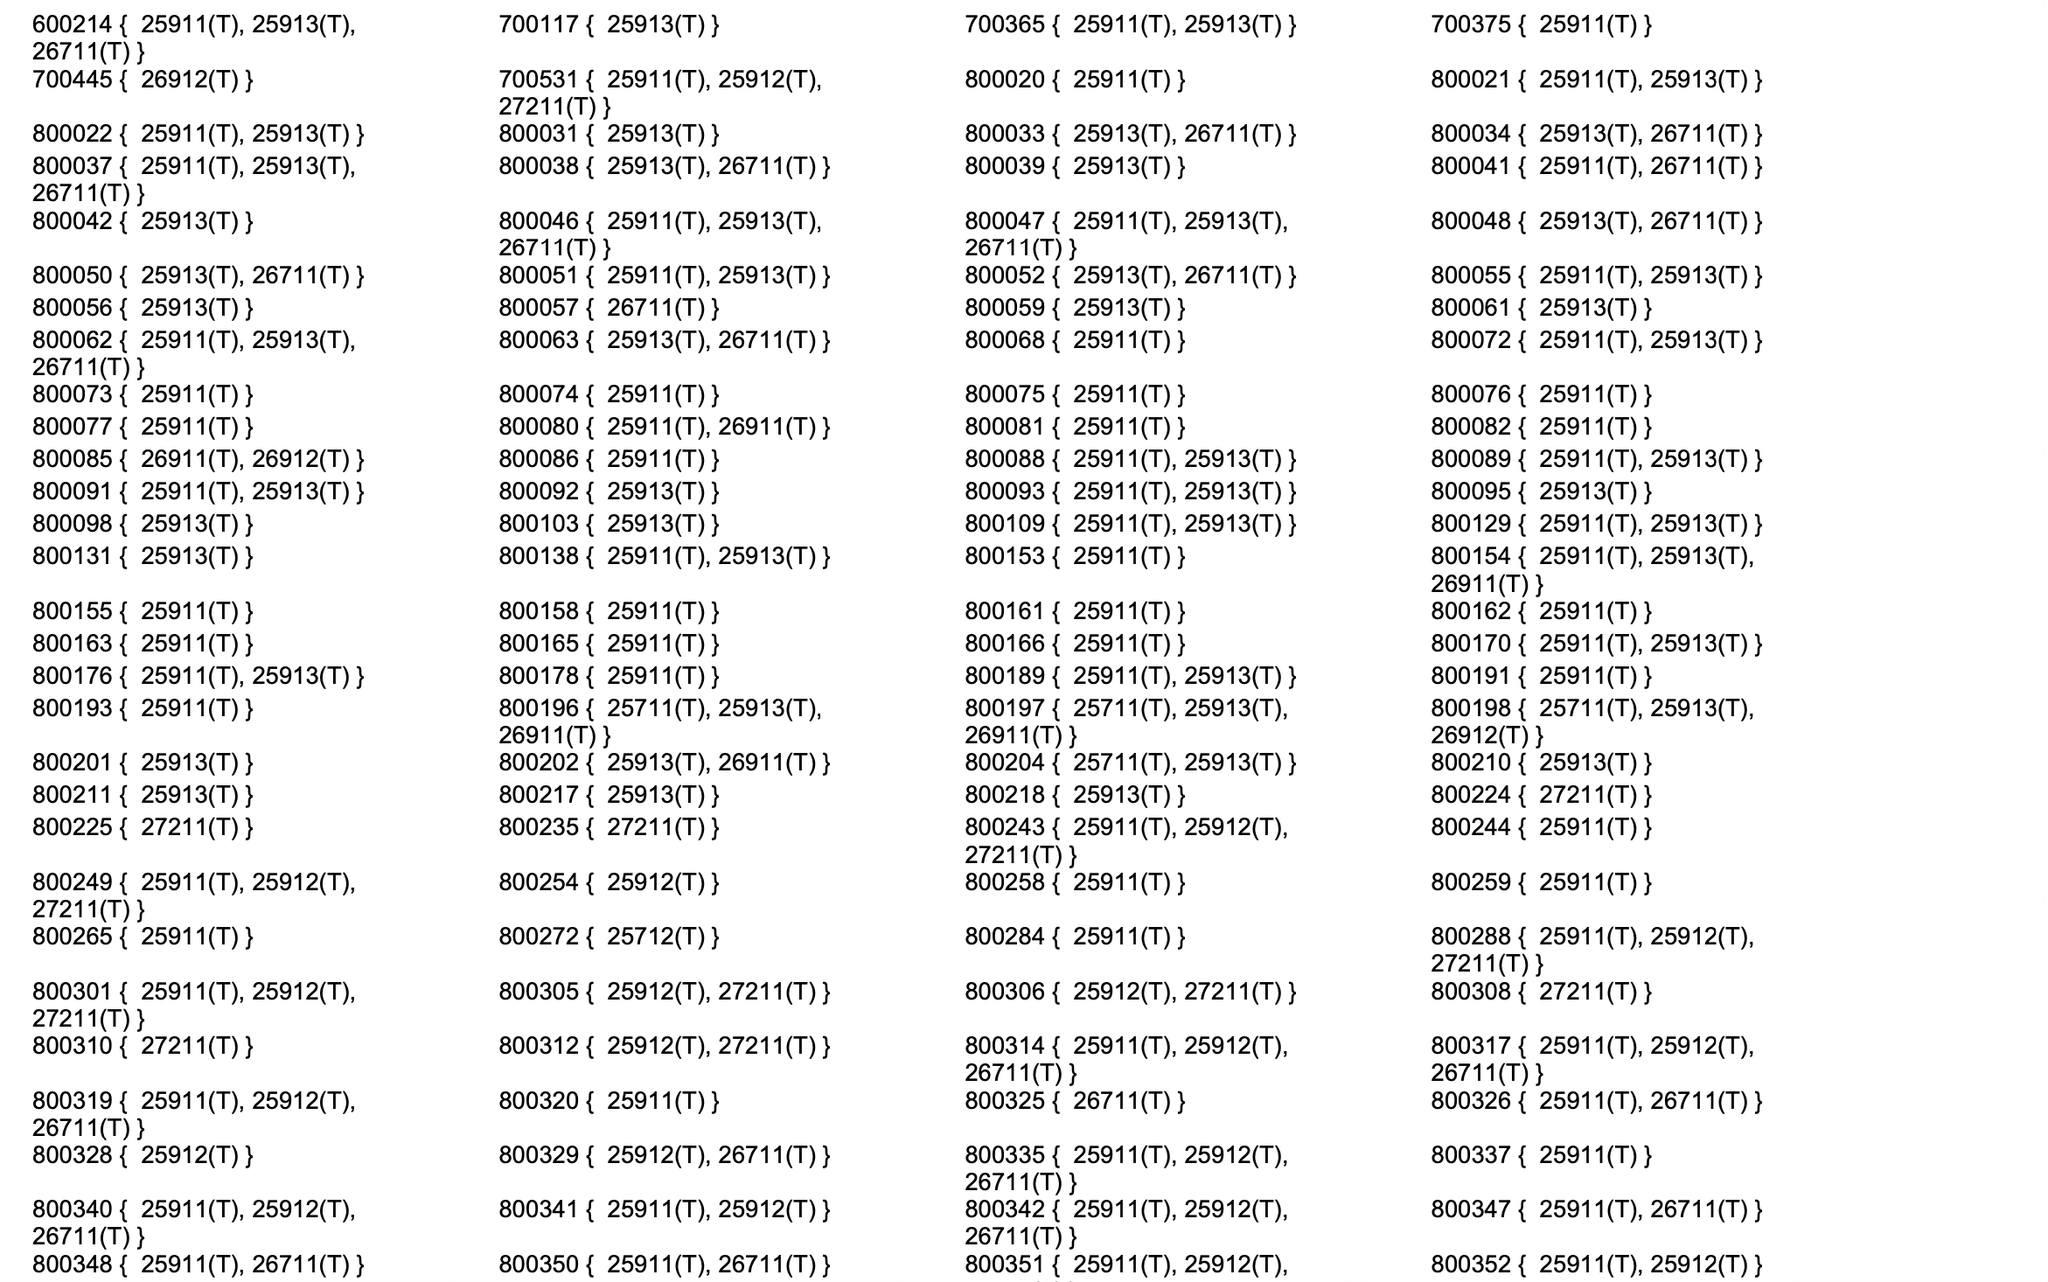 600214 {  25911(T), 25913(T), 26711(T) }
700117 {  25913(T) }
700365 {  25911(T), 25913(T) }
700375 {  25911(T) }
700445 {  26912(T) }
700531 {  25911(T), 25912(T), 27211(T) }
800020 {  25911(T) }
800021 {  25911(T), 25913(T) }
800022 {  25911(T), 25913(T) }
800031 {  25913(T) }
800033 {  25913(T), 26711(T) }
800034 {  25913(T), 26711(T) }
800037 {  25911(T), 25913(T), 26711(T) }
800038 {  25913(T), 26711(T) }
800039 {  25913(T) }
800041 {  25911(T), 26711(T) }
800042 {  25913(T) }
800046 {  25911(T), 25913(T), 26711(T) }
800047 {  25911(T), 25913(T), 26711(T) }
800048 {  25913(T), 26711(T) }
800050 {  25913(T), 26711(T) }
800051 {  25911(T), 25913(T) }
800052 {  25913(T), 26711(T) }
800055 {  25911(T), 25913(T) }
800056 {  25913(T) }
800057 {  26711(T) }
800059 {  25913(T) }
800061 {  25913(T) }
800062 {  25911(T), 25913(T), 26711(T) }
800063 {  25913(T), 26711(T) }
800068 {  25911(T) }
800072 {  25911(T), 25913(T) }
800073 {  25911(T) }
800074 {  25911(T) }
800075 {  25911(T) }
800076 {  25911(T) }
800077 {  25911(T) }
800080 {  25911(T), 26911(T) }
800081 {  25911(T) }
800082 {  25911(T) }
800085 {  26911(T), 26912(T) }
800086 {  25911(T) }
800088 {  25911(T), 25913(T) }
800089 {  25911(T), 25913(T) }
800091 {  25911(T), 25913(T) }
800092 {  25913(T) }
800093 {  25911(T), 25913(T) }
800095 {  25913(T) }
800098 {  25913(T) }
800103 {  25913(T) }
800109 {  25911(T), 25913(T) }
800129 {  25911(T), 25913(T) }
800131 {  25913(T) }
800138 {  25911(T), 25913(T) }
800153 {  25911(T) }
800154 {  25911(T), 25913(T), 26911(T) }
800155 {  25911(T) }
800158 {  25911(T) }
800161 {  25911(T) }
800162 {  25911(T) }
800163 {  25911(T) }
800165 {  25911(T) }
800166 {  25911(T) }
800170 {  25911(T), 25913(T) }
800176 {  25911(T), 25913(T) }
800178 {  25911(T) }
800189 {  25911(T), 25913(T) }
800191 {  25911(T) }
800193 {  25911(T) }
800196 {  25711(T), 25913(T), 26911(T) }
800197 {  25711(T), 25913(T), 26911(T) }
800198 {  25711(T), 25913(T), 26912(T) }
800201 {  25913(T) }
800202 {  25913(T), 26911(T) }
800204 {  25711(T), 25913(T) }
800210 {  25913(T) }
800211 {  25913(T) }
800217 {  25913(T) }
800218 {  25913(T) }
800224 {  27211(T) }
800225 {  27211(T) }
800235 {  27211(T) }
800243 {  25911(T), 25912(T), 27211(T) }
800244 {  25911(T) }
800249 {  25911(T), 25912(T), 27211(T) }
800254 {  25912(T) }
800258 {  25911(T) }
800259 {  25911(T) }
800265 {  25911(T) }
800272 {  25712(T) }
800284 {  25911(T) }
800288 {  25911(T), 25912(T), 27211(T) }
800301 {  25911(T), 25912(T), 27211(T) }
800305 {  25912(T), 27211(T) }
800306 {  25912(T), 27211(T) }
800308 {  27211(T) }
800310 {  27211(T) }
800312 {  25912(T), 27211(T) }
800314 {  25911(T), 25912(T), 26711(T) }
800317 {  25911(T), 25912(T), 26711(T) }
800319 {  25911(T), 25912(T), 26711(T) }
800320 {  25911(T) }
800325 {  26711(T) }
800326 {  25911(T), 26711(T) }
800328 {  25912(T) }
800329 {  25912(T), 26711(T) }
800335 {  25911(T), 25912(T), 26711(T) }
800337 {  25911(T) }
800340 {  25911(T), 25912(T), 26711(T) }
800341 {  25911(T), 25912(T) }
800342 {  25911(T), 25912(T), 26711(T) }
800347 {  25911(T), 26711(T) }
800348 {  25911(T), 26711(T) }
800350 {  25911(T), 26711(T) }
800351 {  25911(T), 25912(T),
800352 {  25911(T), 25912(T) }